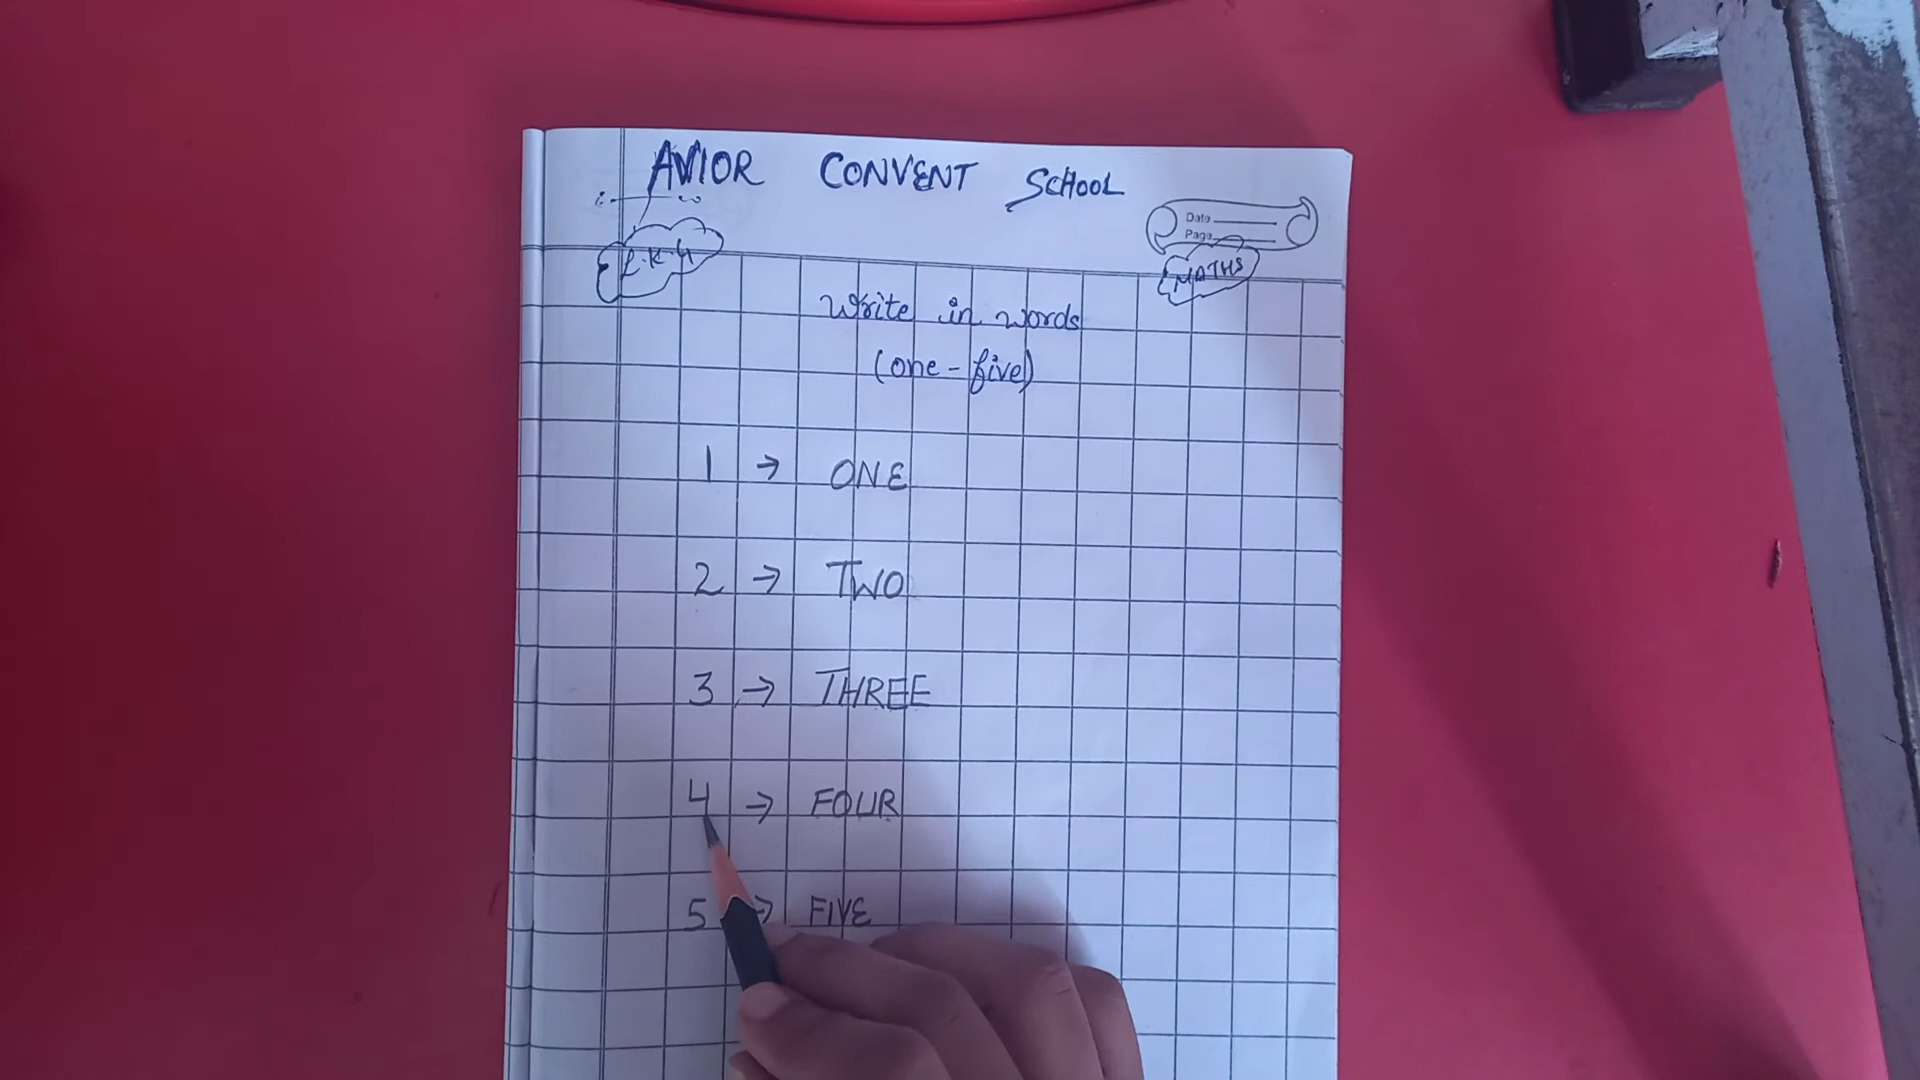 AVIOR CONVENT SCHOOL
Date
Page
L.K.G
MATHS
Write in words
(one - five)
1 → ONE
2 → TWO
3 → THREE
4 → FOUR
5 → FIVE